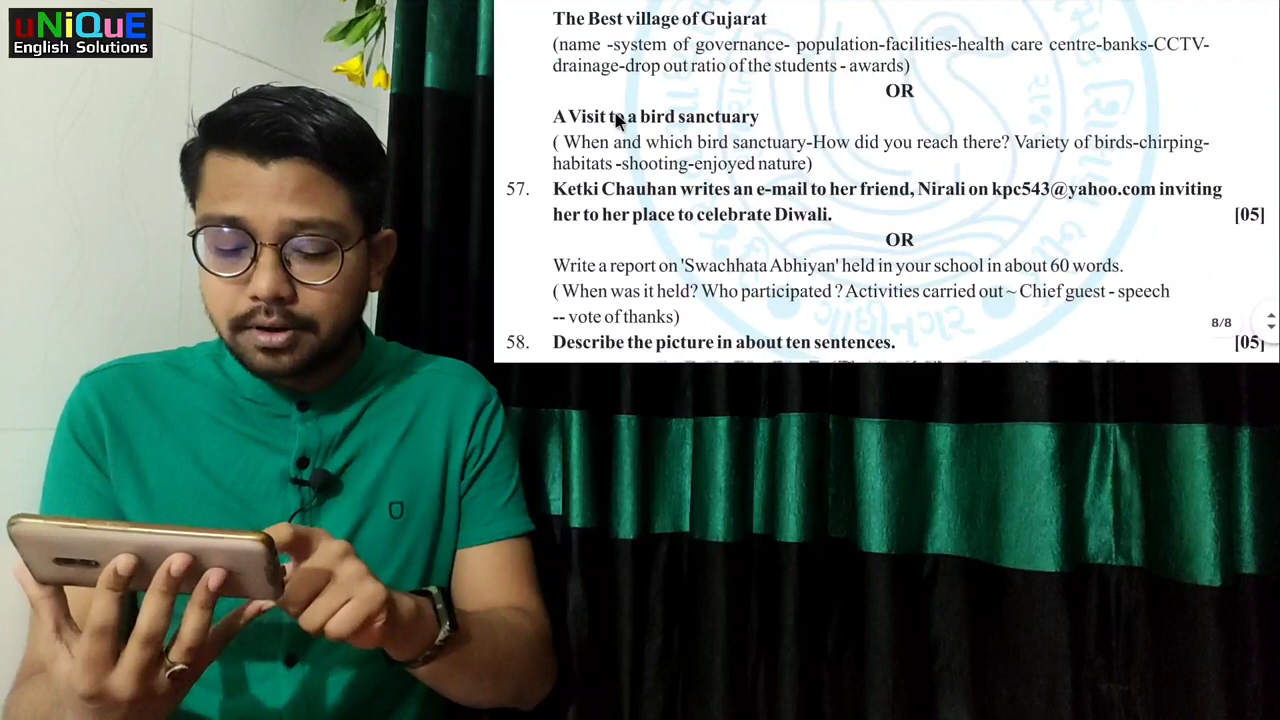 uNiQuE
English Solutions
The Best village of Gujarat
(name -system of governance- population-facilities-health care centre-banks-CCTV-
drainage-drop out ratio of the students - awards)
OR
A Visit to a bird sanctuary
( When and which bird sanctuary-How did you reach there? Variety of birds-chirping-
habitats -shooting-enjoyed nature)
57. Ketki Chauhan writes an e-mail to her friend, Nirali on kpc543@yahoo.com inviting
her to her place to celebrate Diwali. [05]
OR
Write a report on 'Swachhata Abhiyan' held in your school in about 60 words.
( When was it held? Who participated ? Activities carried out ~ Chief guest - speech
-- vote of thanks)
8/8
58. Describe the picture in about ten sentences. [05]